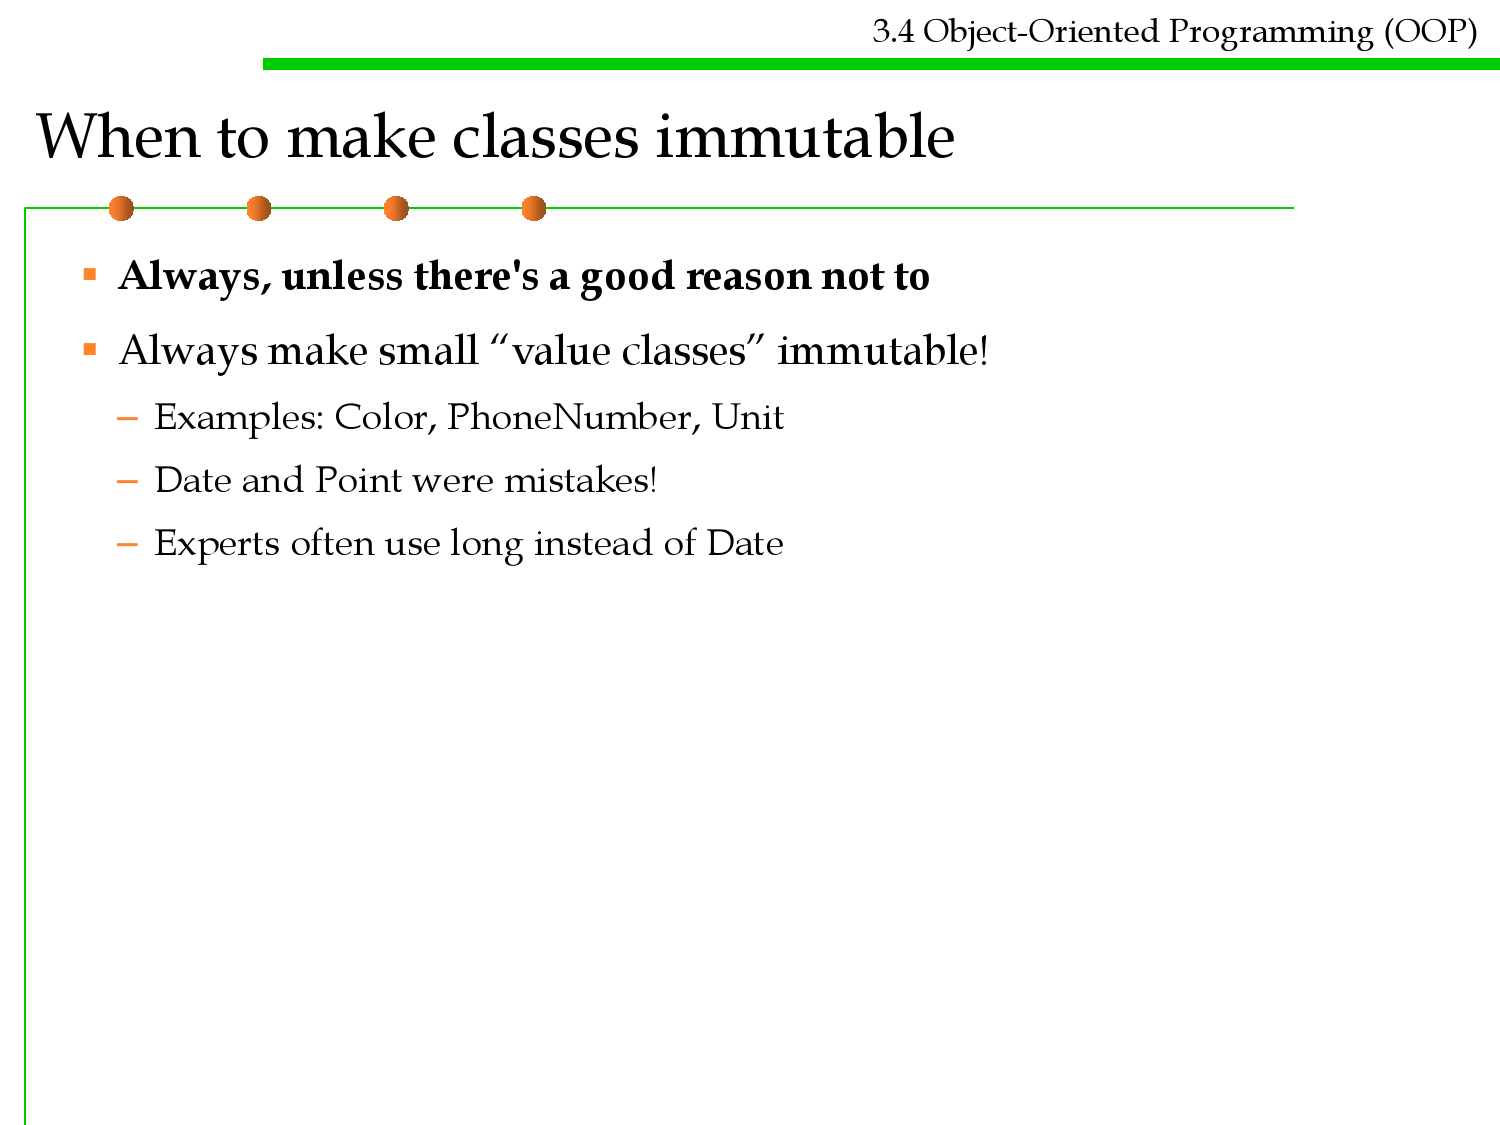 3.4 Object-Oriented Programming (OOP)
When to make classes immutable
▪ Always, unless there's a good reason not to
▪ Always make small “value classes” immutable!
– Examples: Color, PhoneNumber, Unit
– Date and Point were mistakes!
– Experts often use long instead of Date